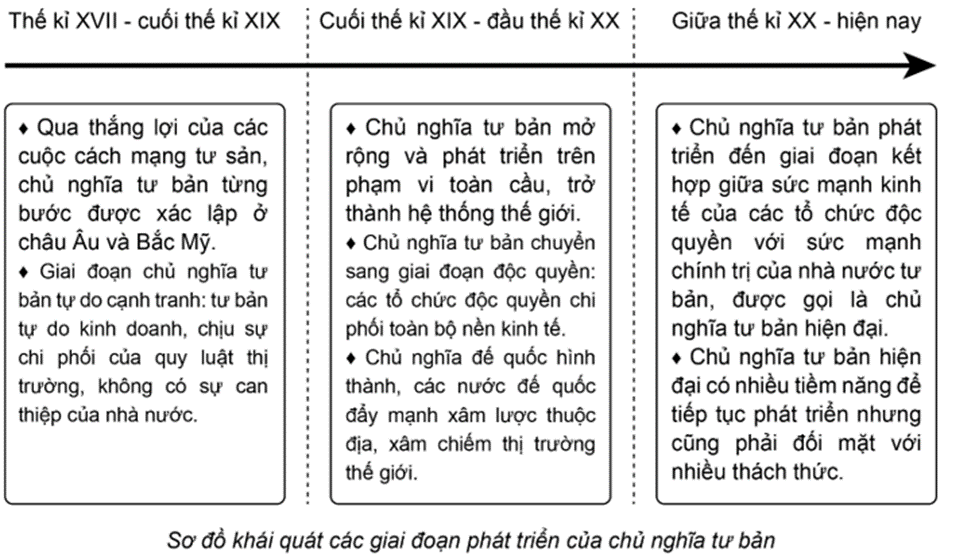 Thế kỉ XVII - cuối thế kỉ XIX
Cuối thế kỉ XIX - đầu thế kỉ XX
Giữa thế kỉ XX - hiện nay
♦ Qua thắng lợi của các
cuộc cách mạng tư sản,
chủ nghĩa tư bản từng
bước được xác lập ở
châu Âu và Bắc Mỹ.
♦ Giai đoạn chủ nghĩa tư
bản tự do cạnh tranh: tư bản
tự do kinh doanh, chịu sự
chi phối của quy luật thị
trường, không có sự can
thiệp của nhà nước.
♦ Chủ nghĩa tư bản mở
rộng và phát triển trên
phạm vi toàn cầu, trở
thành hệ thống thế giới.
♦ Chủ nghĩa tư bản chuyển
sang giai đoạn độc quyền:
các tổ chức độc quyền chi
phối toàn bộ nền kinh tế.
♦ Chủ nghĩa đế quốc hình
thành, các nước đế quốc
đẩy mạnh xâm lược thuộc
địa, xâm chiếm thị trường
thế giới.
♦ Chủ nghĩa tư bản phát
triển đến giai đoạn kết
hợp giữa sức mạnh kinh
tế của các tổ chức độc
quyền với sức mạnh
chính trị của nhà nước tư
bản, được gọi là chủ
nghĩa tư bản hiện đại.
♦ Chủ nghĩa tư bản hiện
đại có nhiều tiềm năng để
tiếp tục phát triển nhưng
cũng phải đối mặt với
nhiều thách thức.
Sơ đồ khái quát các giai đoạn phát triển của chủ nghĩa tư bản